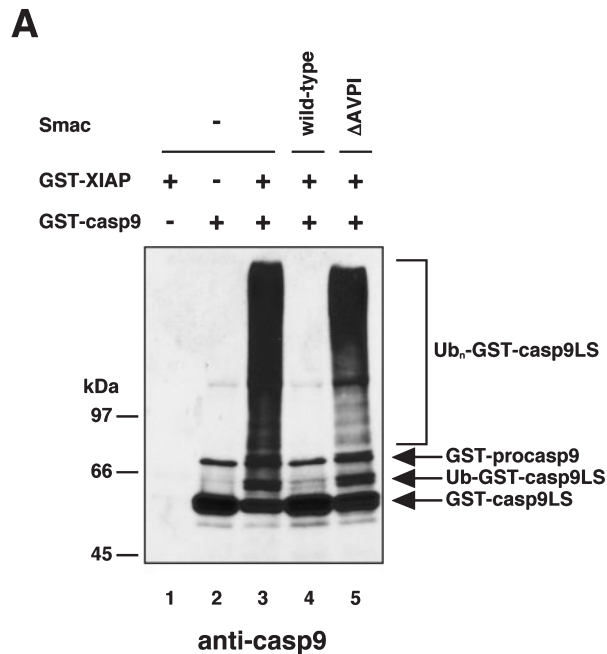 A
Smac - wild-type ΔAVPI
GST-XIAP + - + + +
GST-casp9 - + + + +
Ubn-GST-casp9LS
kDa
97
GST-procasp9
66
Ub-GST-casp9LS
GST-casp9LS
45
1 2 3 4 5
anti-casp9